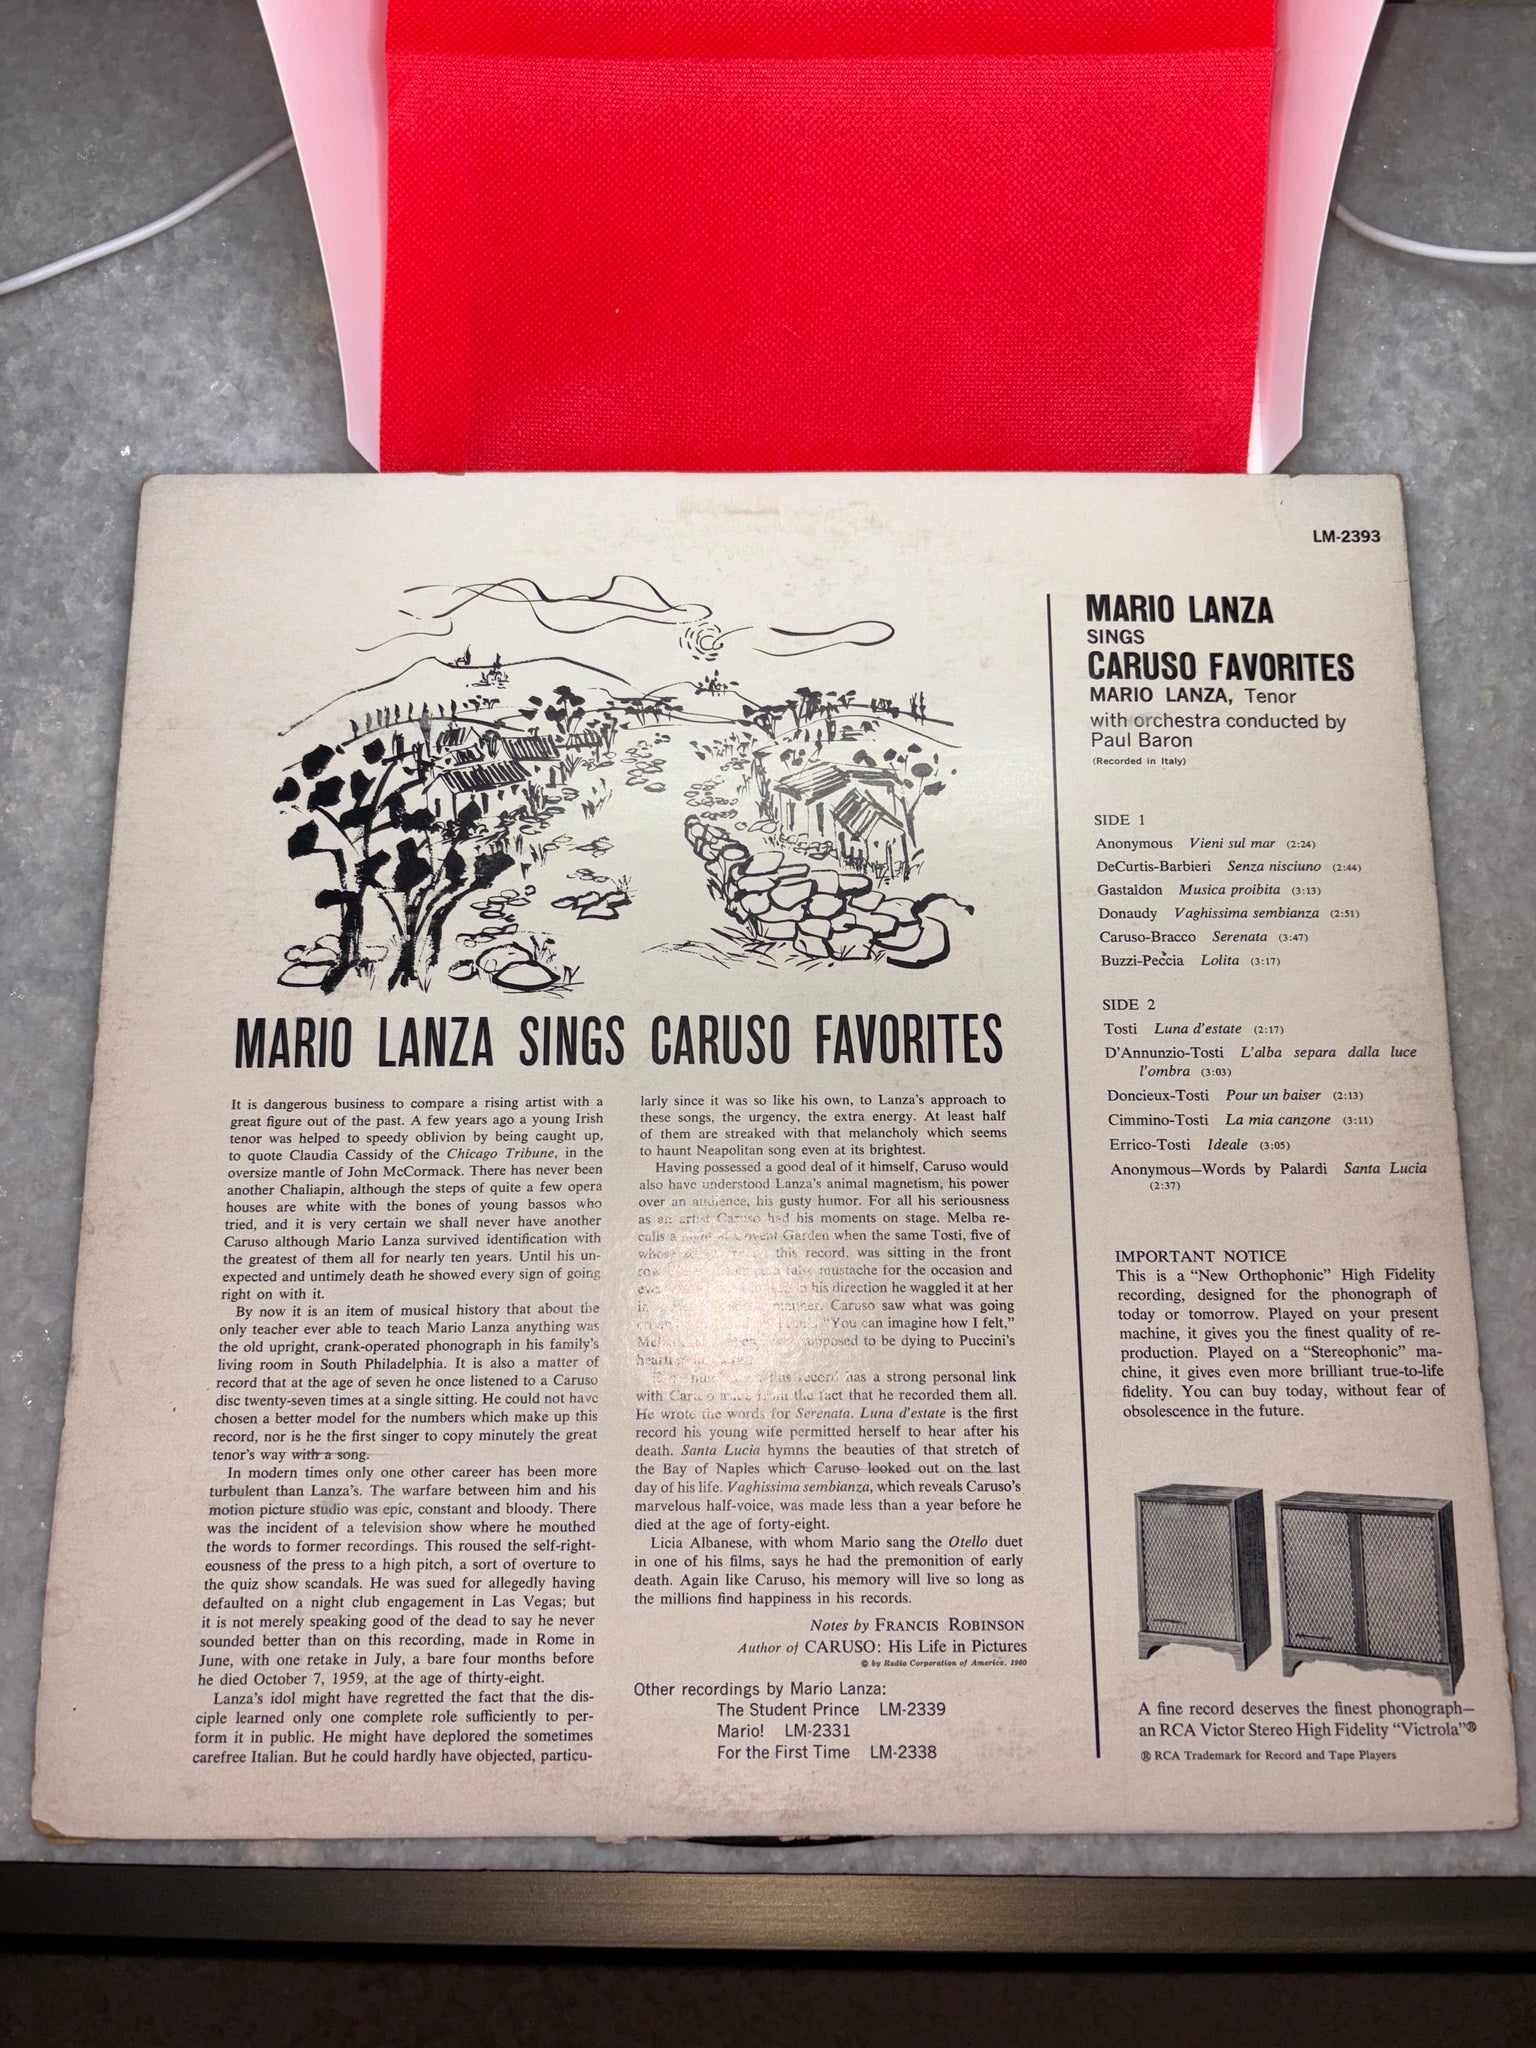 LM-2393
MARIO LANZA SINGS CARUSO FAVORITES
It is dangerous business to compare a rising artist with a
great figure out of the past. A few years ago a young Irish
tenor was helped to speedy oblivion by being caught up,
to quote Claudia Cassidy of the Chicago Tribune, in the
oversize mantle of John McCormack. There has never been
another Chaliapin, although the steps of quite a few opera
houses are white with the bones of young bassos who
tried, and it is very certain we shall never have another
Caruso although Mario Lanza survived identification with
the greatest of them all for nearly ten years. Until his un-
expected and untimely death he showed every sign of going
right on with it.
By now it is an item of musical history that about the
only teacher ever able to teach Mario Lanza anything was
the old upright, crank-operated phonograph in his family's
living room in South Philadelphia. It is also a matter of
record that at the age of seven he once listened to a Caruso
disc twenty-seven times at a single sitting. He could not have
chosen a better model for the numbers which make up this
record, nor is he the first singer to copy minutely the great
tenor's way with a song.
In modern times only one other career has been more
turbulent than Lanza's. The warfare between him and his
motion picture studio was epic, constant and bloody. There
was the incident of a television show where he mouthed
the words to former recordings. This roused the self-right-
eousness of the press to a high pitch, a sort of overture to
the quiz show scandals. He was sued for allegedly having
defaulted on a night club engagement in Las Vegas; but
it is not merely speaking good of the dead to say he never
sounded better than on this recording, made in Rome in
June, with one retake in July, a bare four months before
he died October 7, 1959, at the age of thirty-eight.
Lanza's idol might have regretted the fact that the dis-
ciple learned only one complete role sufficiently to per-
form it in public. He might have deplored the sometimes
carefree Italian. But he could hardly have objected, particu-
larly since it was so like his own, to Lanza's approach to
these songs, the urgency, the extra energy. At least half
of them are streaked with that melancholy which seems
to haunt Neapolitan song even at its brightest.
Having possessed a good deal of it himself, Caruso would
also have understood Lanza's animal magnetism, his power
over an audience, his gusty humor. For all his seriousness
as an artist Caruso had his moments on stage. Melba re-
calls a night at Covent Garden when the same Tosti, five of
whose this record, was sitting in the front
row a false mustache for the occasion and
in his direction he waggled it at her
in manner. Caruso saw what was going
"You can imagine how I felt,"
supposed to be dying to Puccini's
this record has a strong personal link
with Caruso aside from the fact that he recorded them all.
He wrote the words for Serenata. Luna d'estate is the first
record his young wife permitted herself to hear after his
death. Santa Lucia hymns the beauties of that stretch of
the Bay of Naples which Caruso looked out on the last
day of his life. Vaghissima sembianza, which reveals Caruso's
marvelous half-voice, was made less than a year before he
died at the age of forty-eight.
Licia Albanese, with whom Mario sang the Otello duet
in one of his films, says he had the premonition of early
death. Again like Caruso, his memory will live so long as
the millions find happiness in his records.
Notes by FRANCIS ROBINSON
Author of CARUSO: His Life in Pictures
© by Radio Corporation of America, 1960
Other recordings by Mario Lanza:
The Student Prince LM-2339
Mario! LM-2331
For the First Time LM-2338
MARIO LANZA
SINGS
CARUSO FAVORITES
MARIO LANZA, Tenor
with orchestra conducted by
Paul Baron
(Recorded in Italy)
SIDE 1
Anonymous Vieni sul mar (2:24)
DeCurtis-Barbieri Senza nisciuno (2:44)
Gastaldon Musica proibita (3:13)
Donaudy Vaghissima sembianza (2:51)
Caruso-Bracco Serenata (3:47)
Buzzi-Peccia Lolita (3:17)
SIDE 2
Tosti Luna d'estate (2:17)
D'Annunzio-Tosti L'alba separa dalla luce
l'ombra (3:03)
Doncieux-Tosti Pour un baiser (2:13)
Cimmino-Tosti La mia canzone (3:11)
Errico-Tosti Ideale (3:05)
Anonymous—Words by Palardi Santa Lucia
(2:37)
IMPORTANT NOTICE
This is a "New Orthophonic" High Fidelity
recording, designed for the phonograph of
today or tomorrow. Played on your present
machine, it gives you the finest quality of re-
production. Played on a "Stereophonic" ma-
chine, it gives even more brilliant true-to-life
fidelity. You can buy today, without fear of
obsolescence in the future.
A fine record deserves the finest phonograph—
an RCA Victor Stereo High Fidelity "Victrola"®
® RCA Trademark for Record and Tape Players